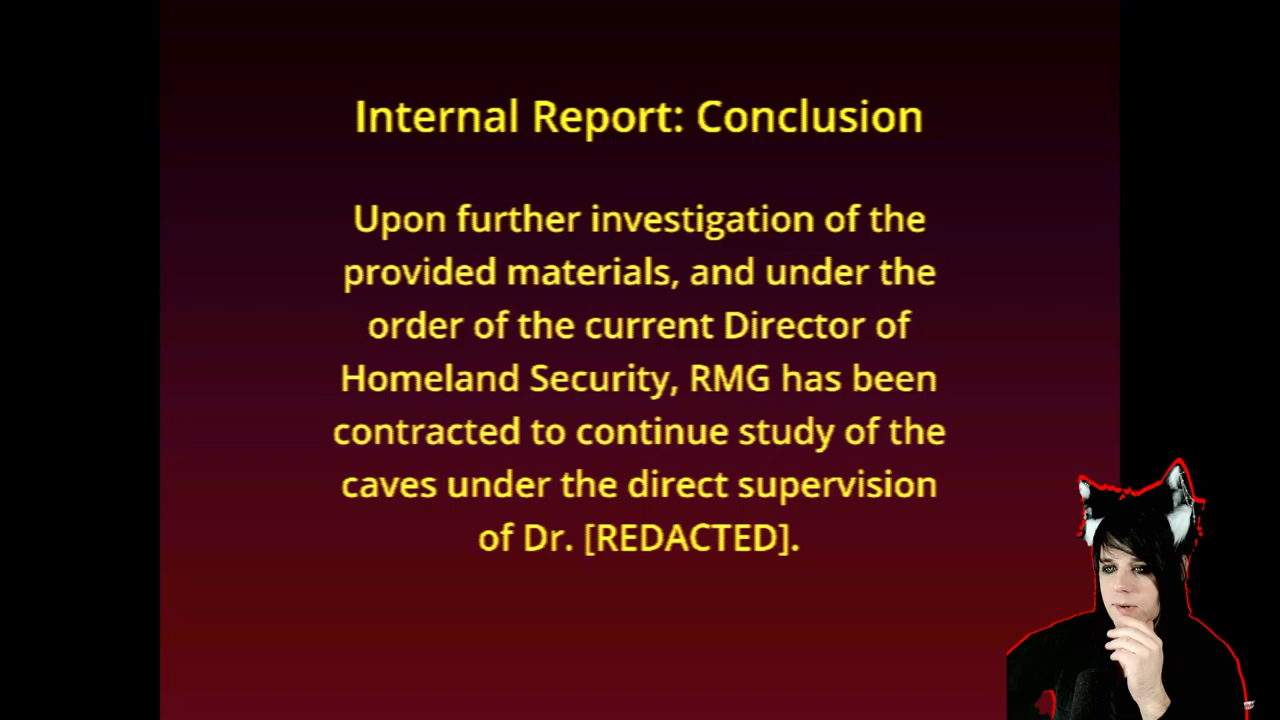 Internal Report: Conclusion
Upon further investigation of the
provided materials, and under the
order of the current Director of
Homeland Security, RMG has been
contracted to continue study of the
caves under the direct supervision
of Dr. [REDACTED].